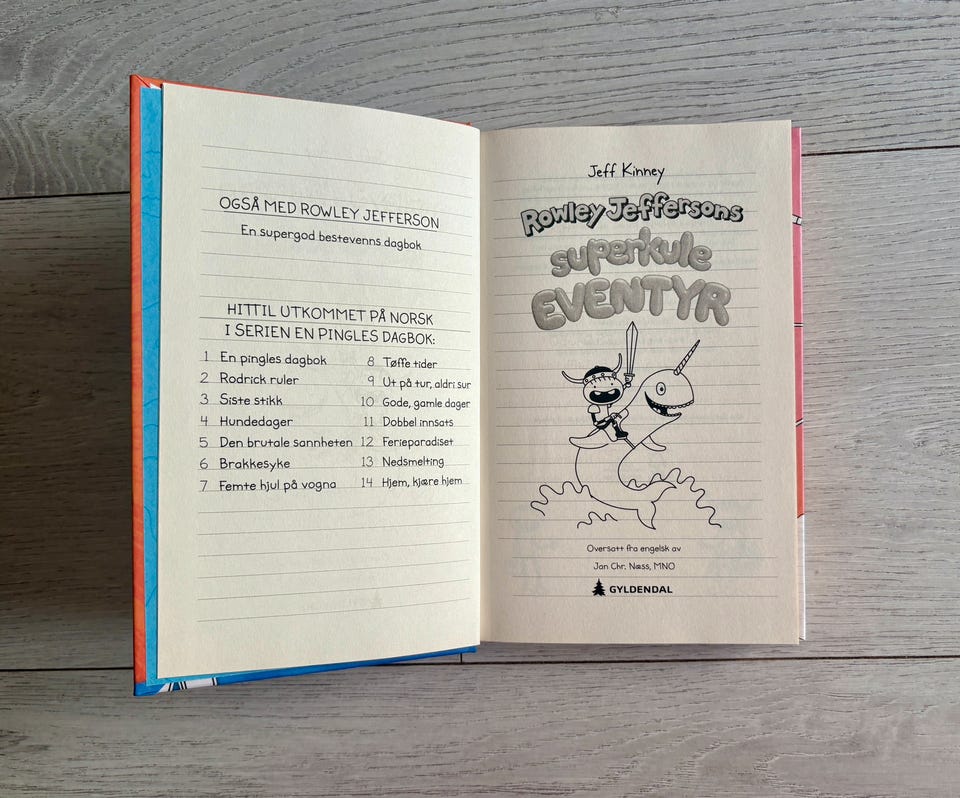 OGSÅ MED ROWLEY JEFFERSON
En supergod bestevenns dagbok
HITTIL UTKOMMET PÅ NORSK
I SERIEN EN PINGLES DAGBOK:
1 En pingles dagbok
2 Rodrick ruler
3 Siste stikk
4 Hundedager
5 Den brutale sannheten
6 Brakkesyke
7 Femte hjul på vogna
8 Tøffe tider
9 Ut på tur, aldri sur
10 Gode, gamle dager
11 Dobbel innsats
12 Ferieparadiset
13 Nedsmelting
14 Hjem, kjære hjem
Jeff Kinney
Rowley Jeffersons
superkule
EVENTYR
Oversatt fra engelsk av
Jan Chr. Næss, MNO
GYLDENDAL